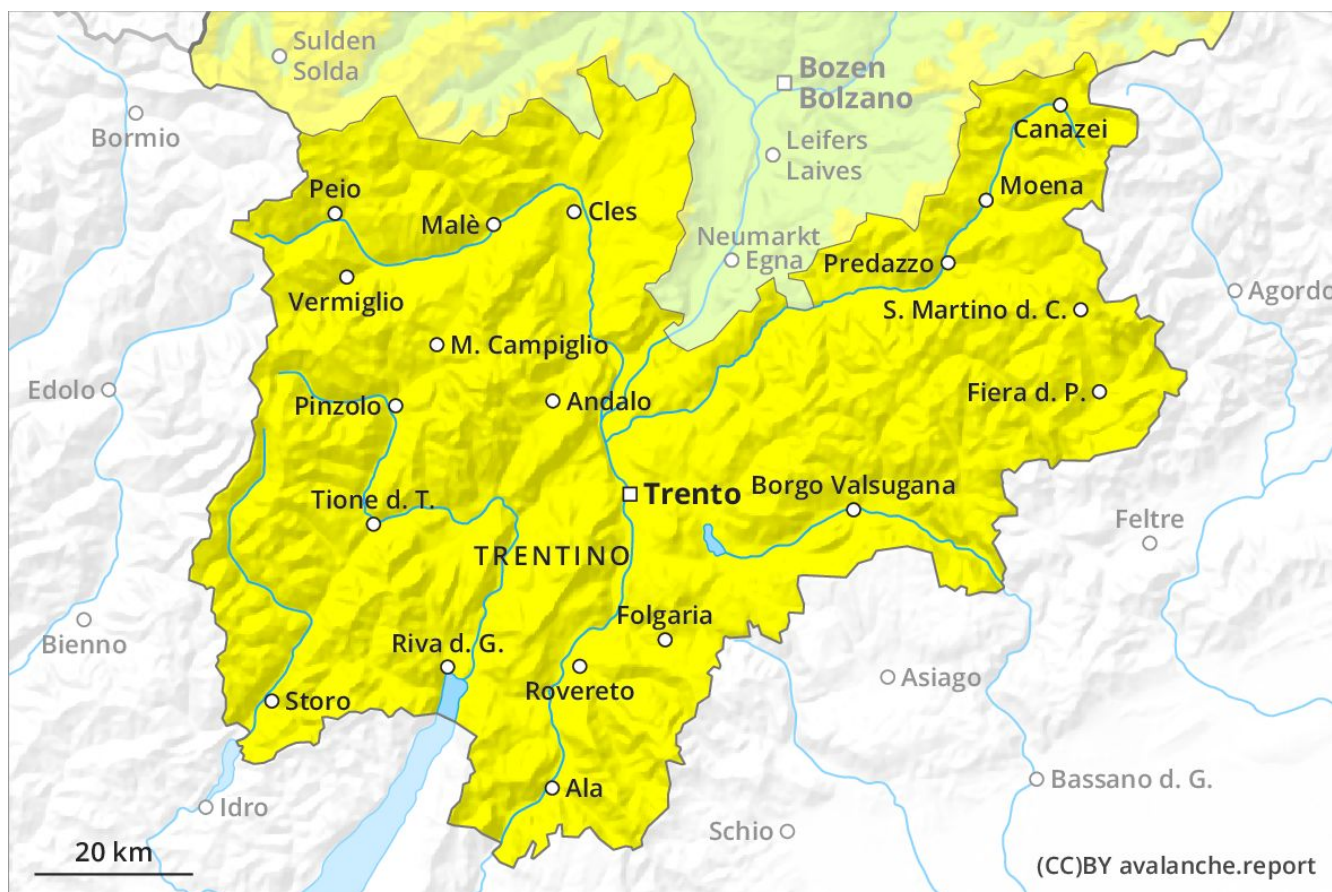 Sulden
Solda
Bormio
Bozen
Bolzano
Leifers
Laives
Canazei
Moena
Peio
Malè
Cles
Neumarkt
Egna
Predazzo
Vermiglio
S. Martino d. C.
Agordo
M. Campiglio
Edolo
Pinzolo
Andalo
Fiera d. P.
Trento
Borgo Valsugana
Tione d. T.
Feltre
TRENTINO
Bienno
Folgaria
Riva d. G.
Rovereto
Asiago
Storo
Idro
Ala
Bassano d. G.
Schio
20 km
(CC)BY avalanche.report